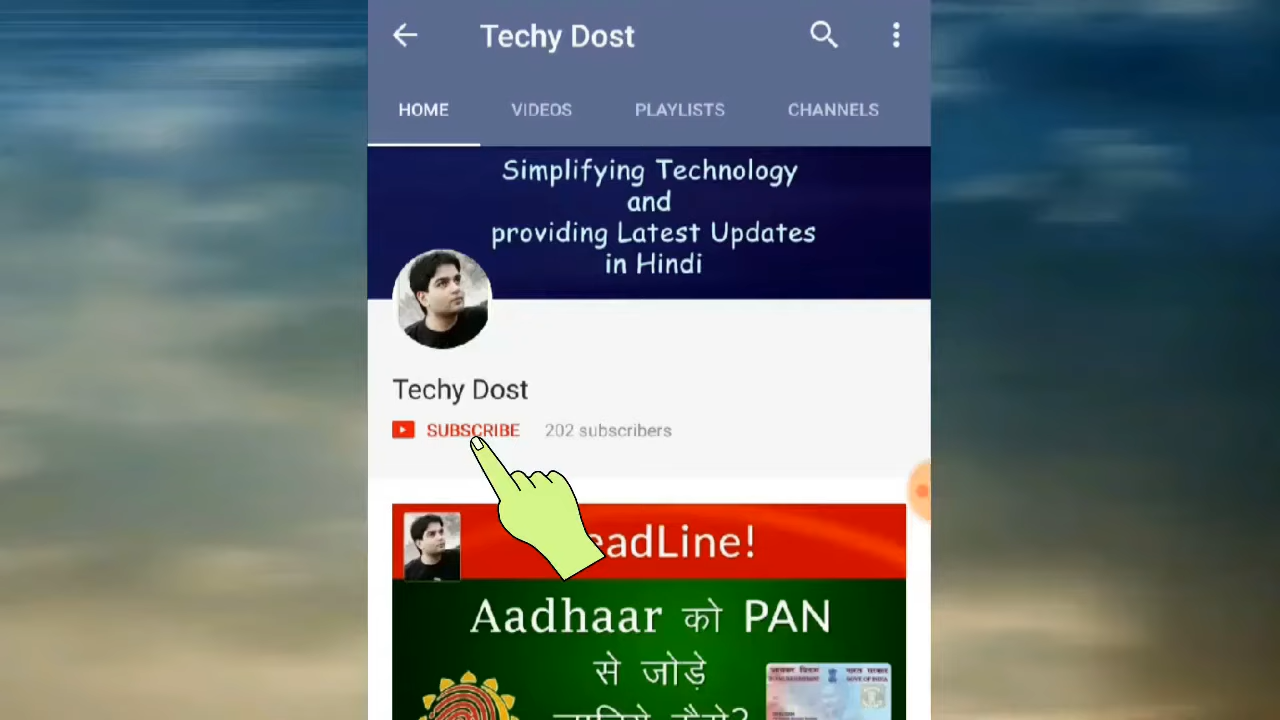 Techy Dost
HOME VIDEOS PLAYLISTS CHANNELS
Simplifying Technology
and
providing Latest Updates
in Hindi
Techy Dost
SUBSCRIBE 202 subscribers
eadLine!
Aadhaar को PAN
से जोड़े